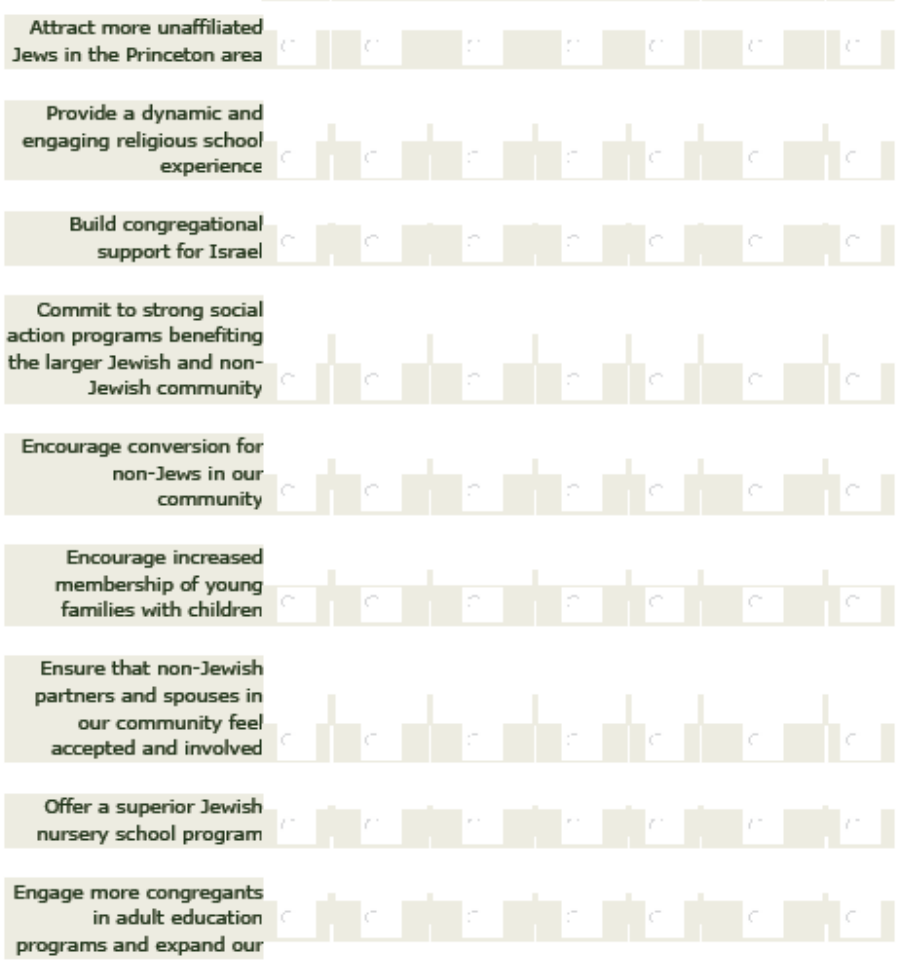 Attract more unaffiliated
Jews in the Princeton area
Provide a dynamic and
engaging religious school
experience
Build congregational
support for Israel
Commit to strong social
action programs benefiting
the larger Jewish and non-
Jewish community
Encourage conversion for
non-Jews in our
community
Encourage increased
membership of young
families with children
Ensure that non-Jewish
partners and spouses in
our community feel
accepted and involved
Offer a superior Jewish
nursery school program
Engage more congregants
in adult education
programs and expand our